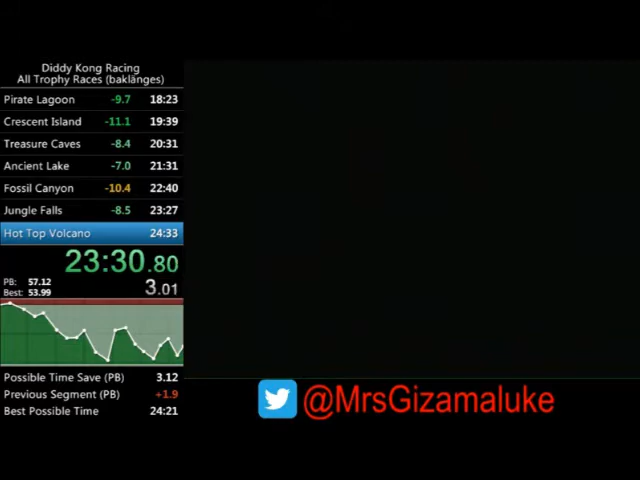 Diddy Kong Racing
All Trophy Races (baklänges)
Pirate Lagoon -9.7 18:23
Crescent Island -11.1 19:39
Treasure Caves -8.4 20:31
Ancient Lake -7.0 21:31
Fossil Canyon -10.4 22:40
Jungle Falls -8.5 23:27
Hot Top Volcano 24:33
23:30.80
PB: 57.12
Best: 53.99
3.01
Possible Time Save (PB) 3.12
Previous Segment (PB) +1.9
Best Possible Time 24:21
@MrsGizamaluke